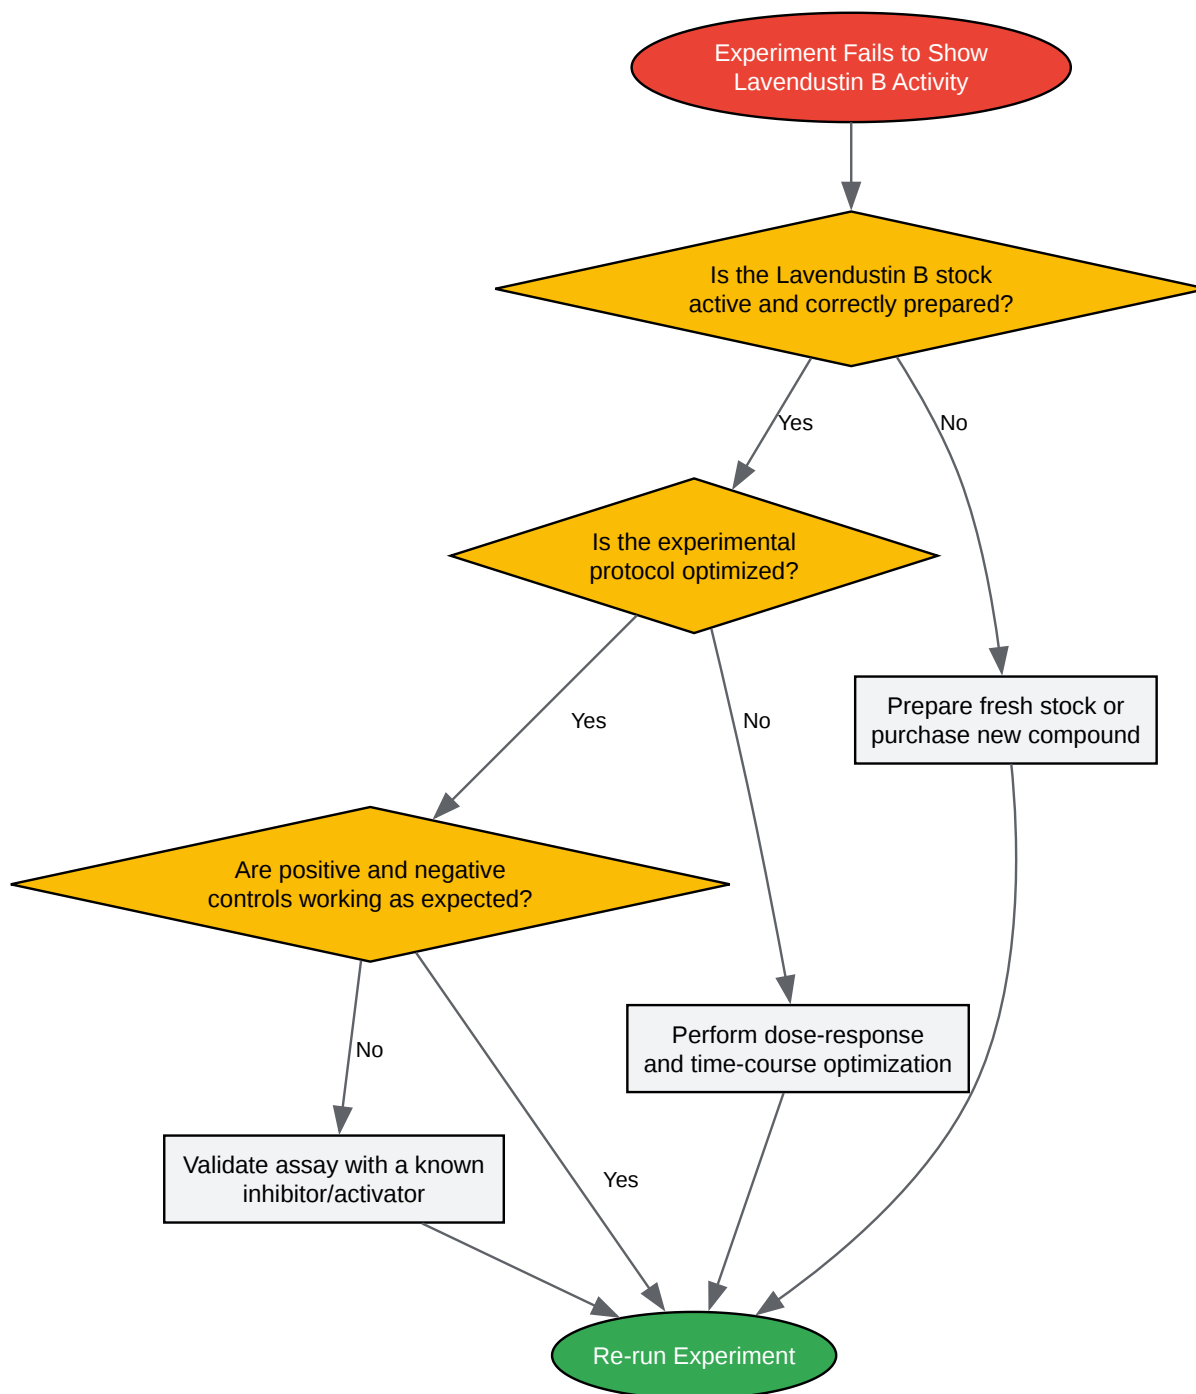 Experiment Fails to Show
Lavendustin B Activity
Is the Lavendustin B stock
active and correctly prepared?
Yes
No
Is the experimental
protocol optimized?
Prepare fresh stock or
purchase new compound
Yes
No
Are positive and negative
controls working as expected?
Perform dose-response
and time-course optimization
No
Validate assay with a known
inhibitor/activator
Yes
Re-run Experiment